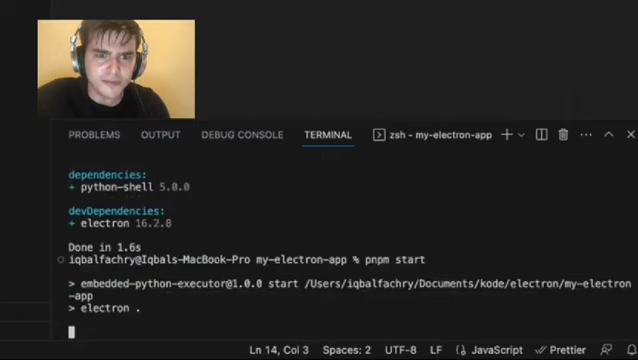 PROBLEMS OUTPUT DEBUG CONSOLE TERMINAL zsh - my-electron-app
dependencies:
+ python-shell 5.0.0
devDependencies:
+ electron 16.2.8
Done in 1.6s
iqbalfachry@Iqbals-MacBook-Pro my-electron-app % pnpm start
> embedded-python-executor@1.0.0 start /Users/iqbalfachry/Documents/kode/electron/my-electron
-app
> electron .
Ln 14, Col 3 Spaces: 2 UTF-8 LF {} JavaScript Prettier